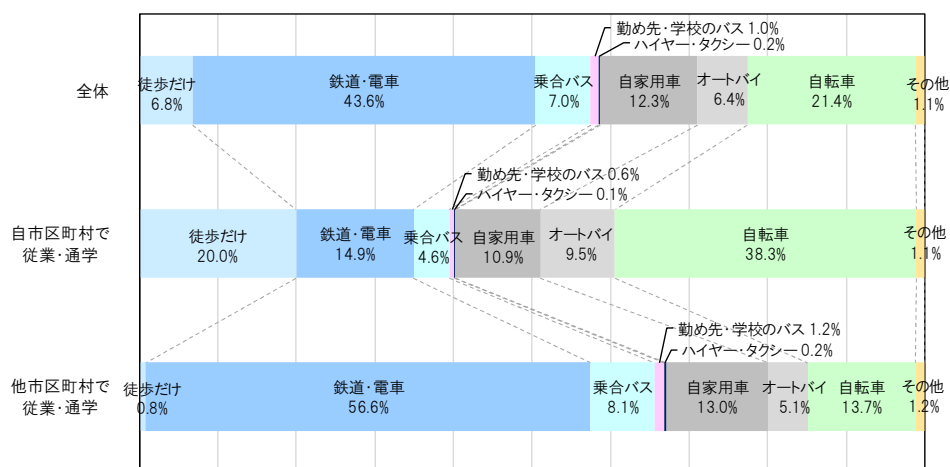 勤め先・学校のバス 1.0%
ハイヤー・タクシー 0.2%
全体
徒歩だけ
6.8%
鉄道・電車
43.6%
乗合バス
7.0%
自家用車
12.3%
オートバイ
6.4%
自転車
21.4%
その他
1.1%
勤め先・学校のバス 0.6%
ハイヤー・タクシー 0.1%
自市区町村で
従業・通学
徒歩だけ
20.0%
鉄道・電車
14.9%
乗合バス
4.6%
自家用車
10.9%
オートバイ
9.5%
自転車
38.3%
その他
1.1%
勤め先・学校のバス 1.2%
ハイヤー・タクシー 0.2%
他市区町村で
従業・通学
徒歩だけ
0.8%
鉄道・電車
56.6%
乗合バス
8.1%
自家用車
13.0%
オートバイ
5.1%
自転車
13.7%
その他
1.2%